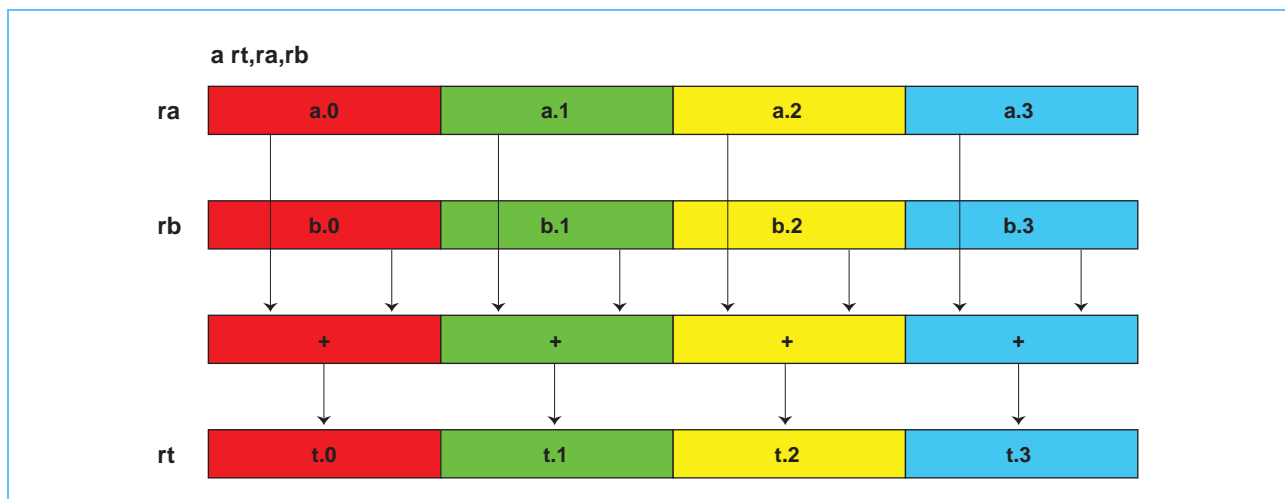 a rt,ra,rb
ra a.0 a.1 a.2 a.3
rb b.0 b.1 b.2 b.3
+ + + +
rt t.0 t.1 t.2 t.3